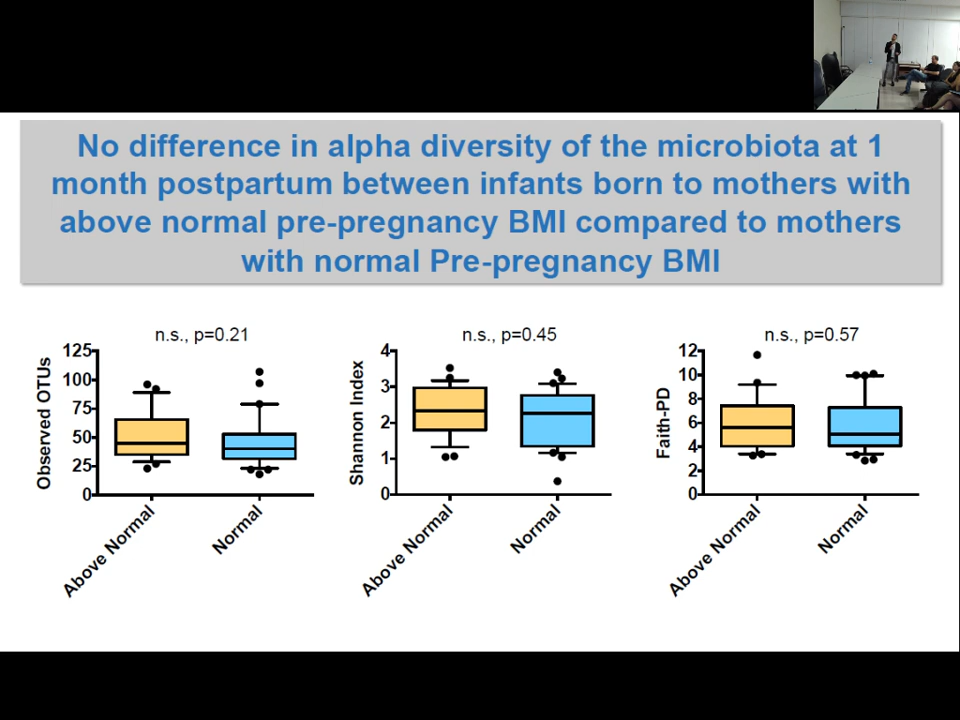 No difference in alpha diversity of the microbiota at 1
month postpartum between infants born to mothers with
above normal pre-pregnancy BMI compared to mothers
with normal Pre-pregnancy BMI
n.s., p=0.21
Observed OTUs
125
100
75
50
25
0
Above Normal
Normal
n.s., p=0.45
Shannon Index
4
3
2
1
0
Above Normal
Normal
n.s., p=0.57
Faith-PD
12
10
8
6
4
2
0
Above Normal
Normal